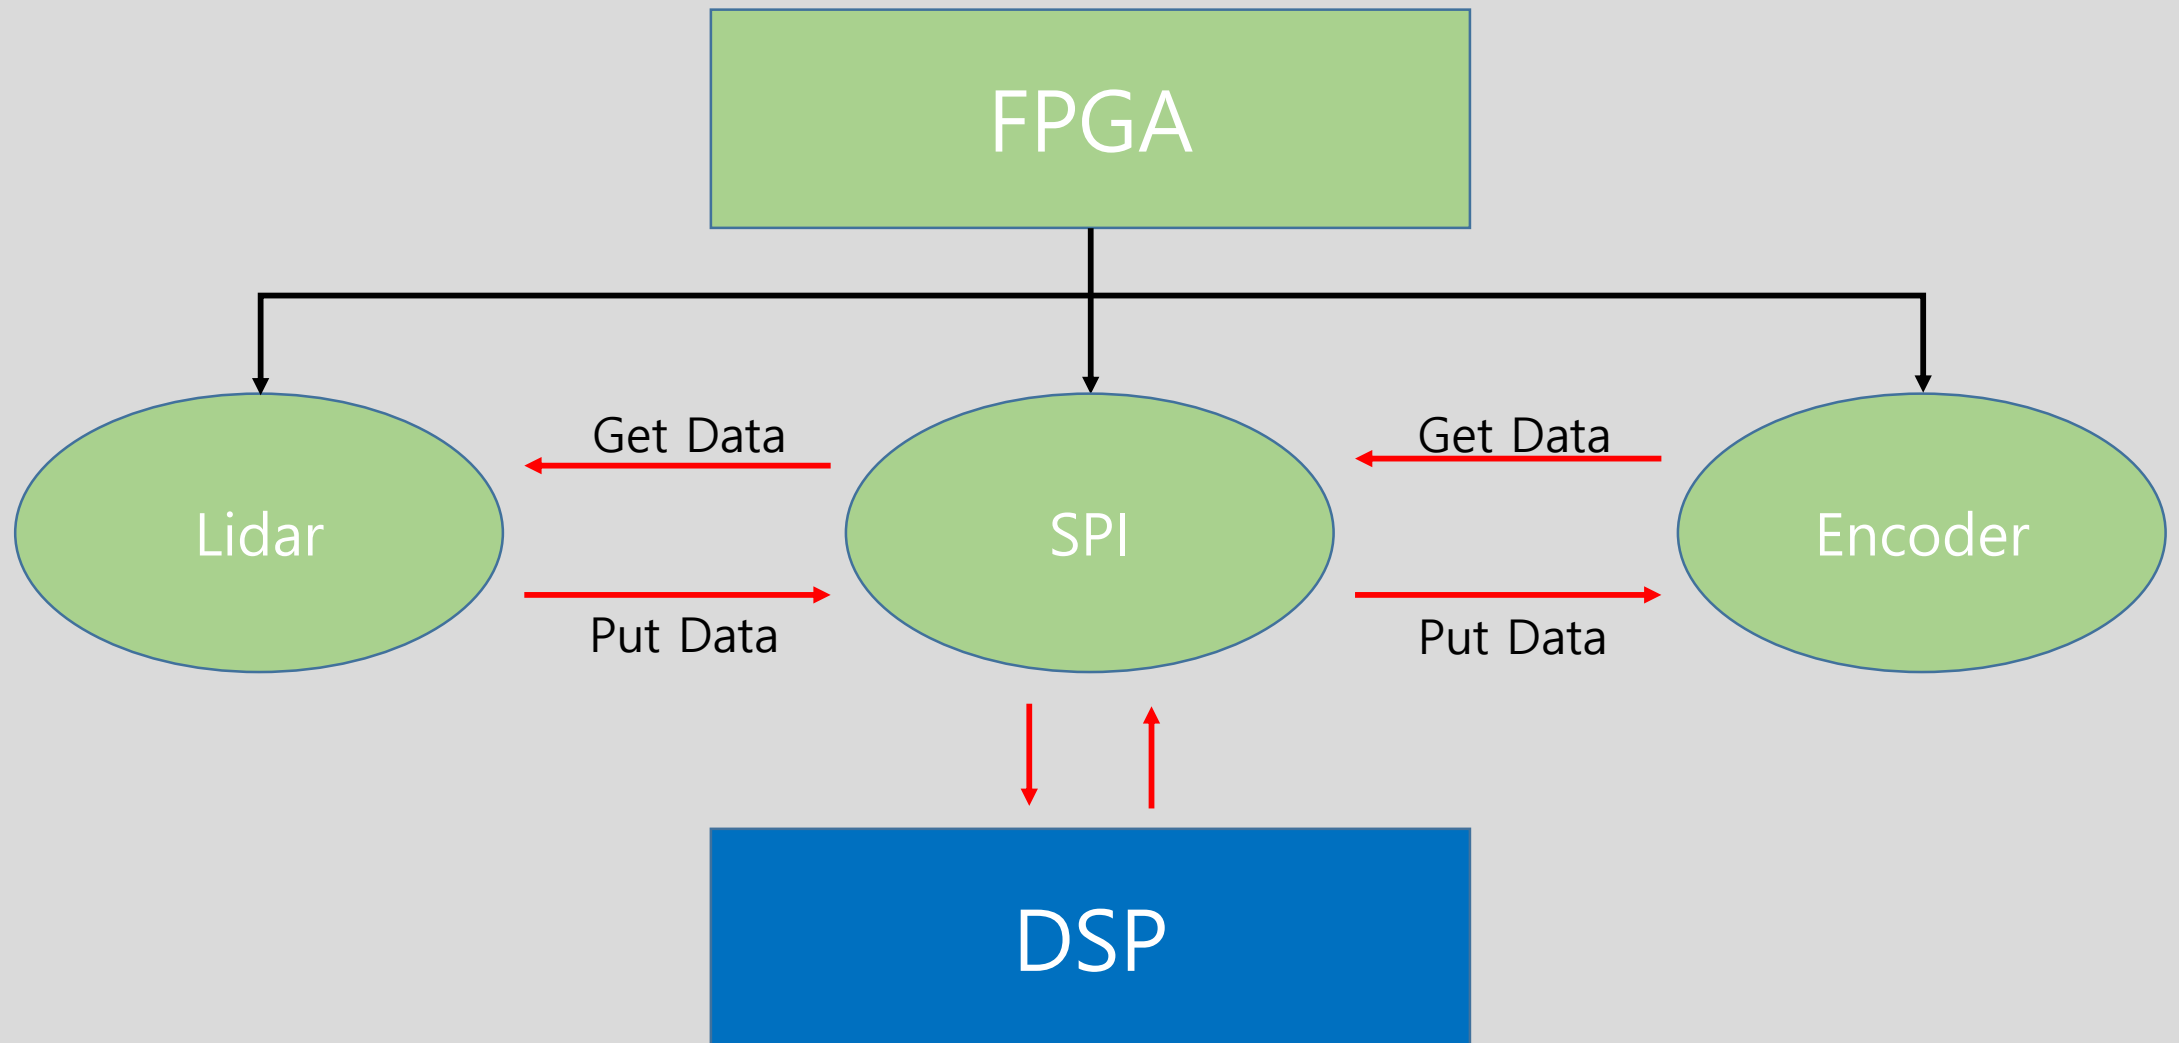 FPGA
Get Data
Get Data
Lidar
SPI
Encoder
Put Data
Put Data
DSP